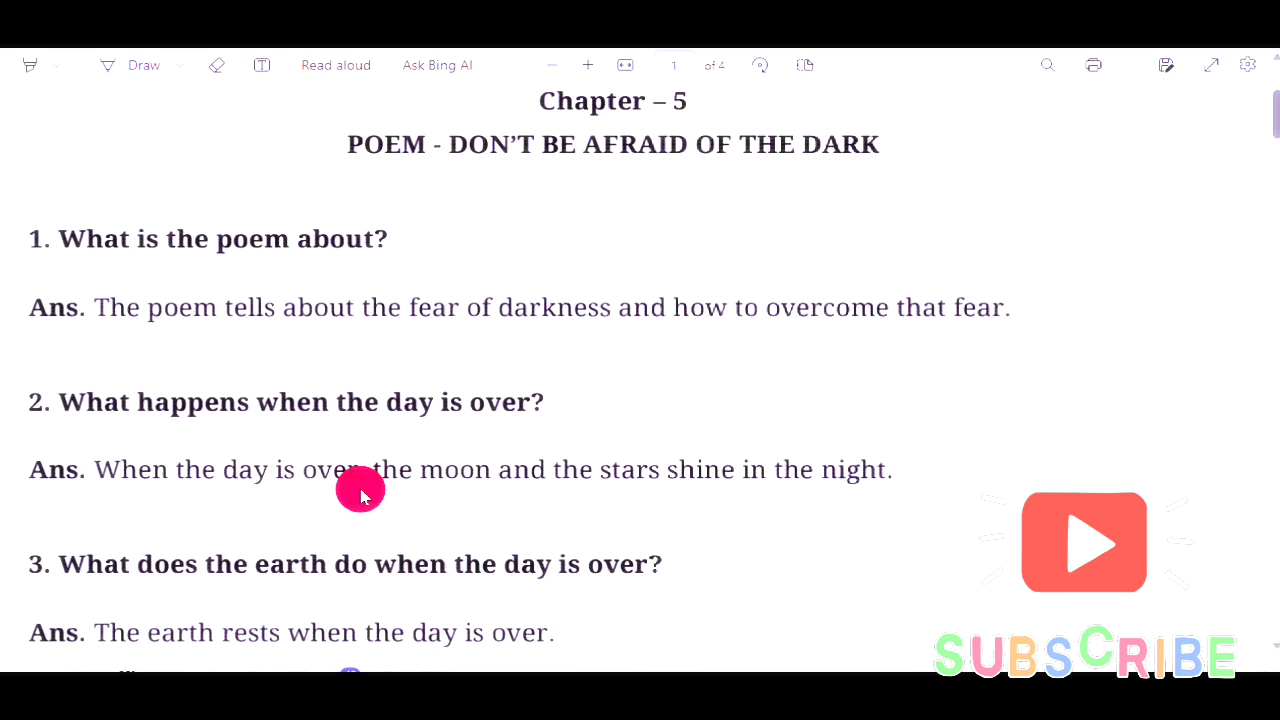 Draw Read aloud Ask Bing AI 1 of 4
Chapter – 5
POEM - DON’T BE AFRAID OF THE DARK
1. What is the poem about?
Ans. The poem tells about the fear of darkness and how to overcome that fear.
2. What happens when the day is over?
Ans. When the day is over, the moon and the stars shine in the night.
3. What does the earth do when the day is over?
Ans. The earth rests when the day is over.
SUBSCRIBE